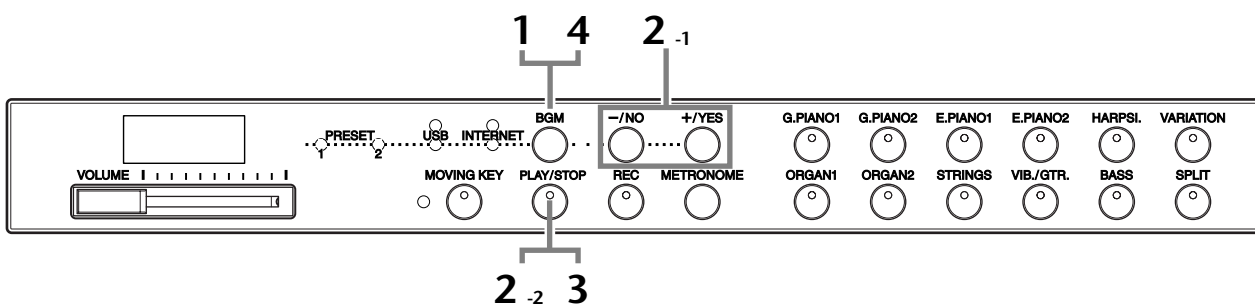 1 4 2 -1
BGM −/NO +/YES G.PIANO1 G.PIANO2 E.PIANO1 E.PIANO2 HARPSI. VARIATION
PRESET USB INTERNET
1 2
VOLUME MOVING KEY PLAY/STOP REC METRONOME ORGAN1 ORGAN2 STRINGS VIB./GTR. BASS SPLIT
2 -2 3